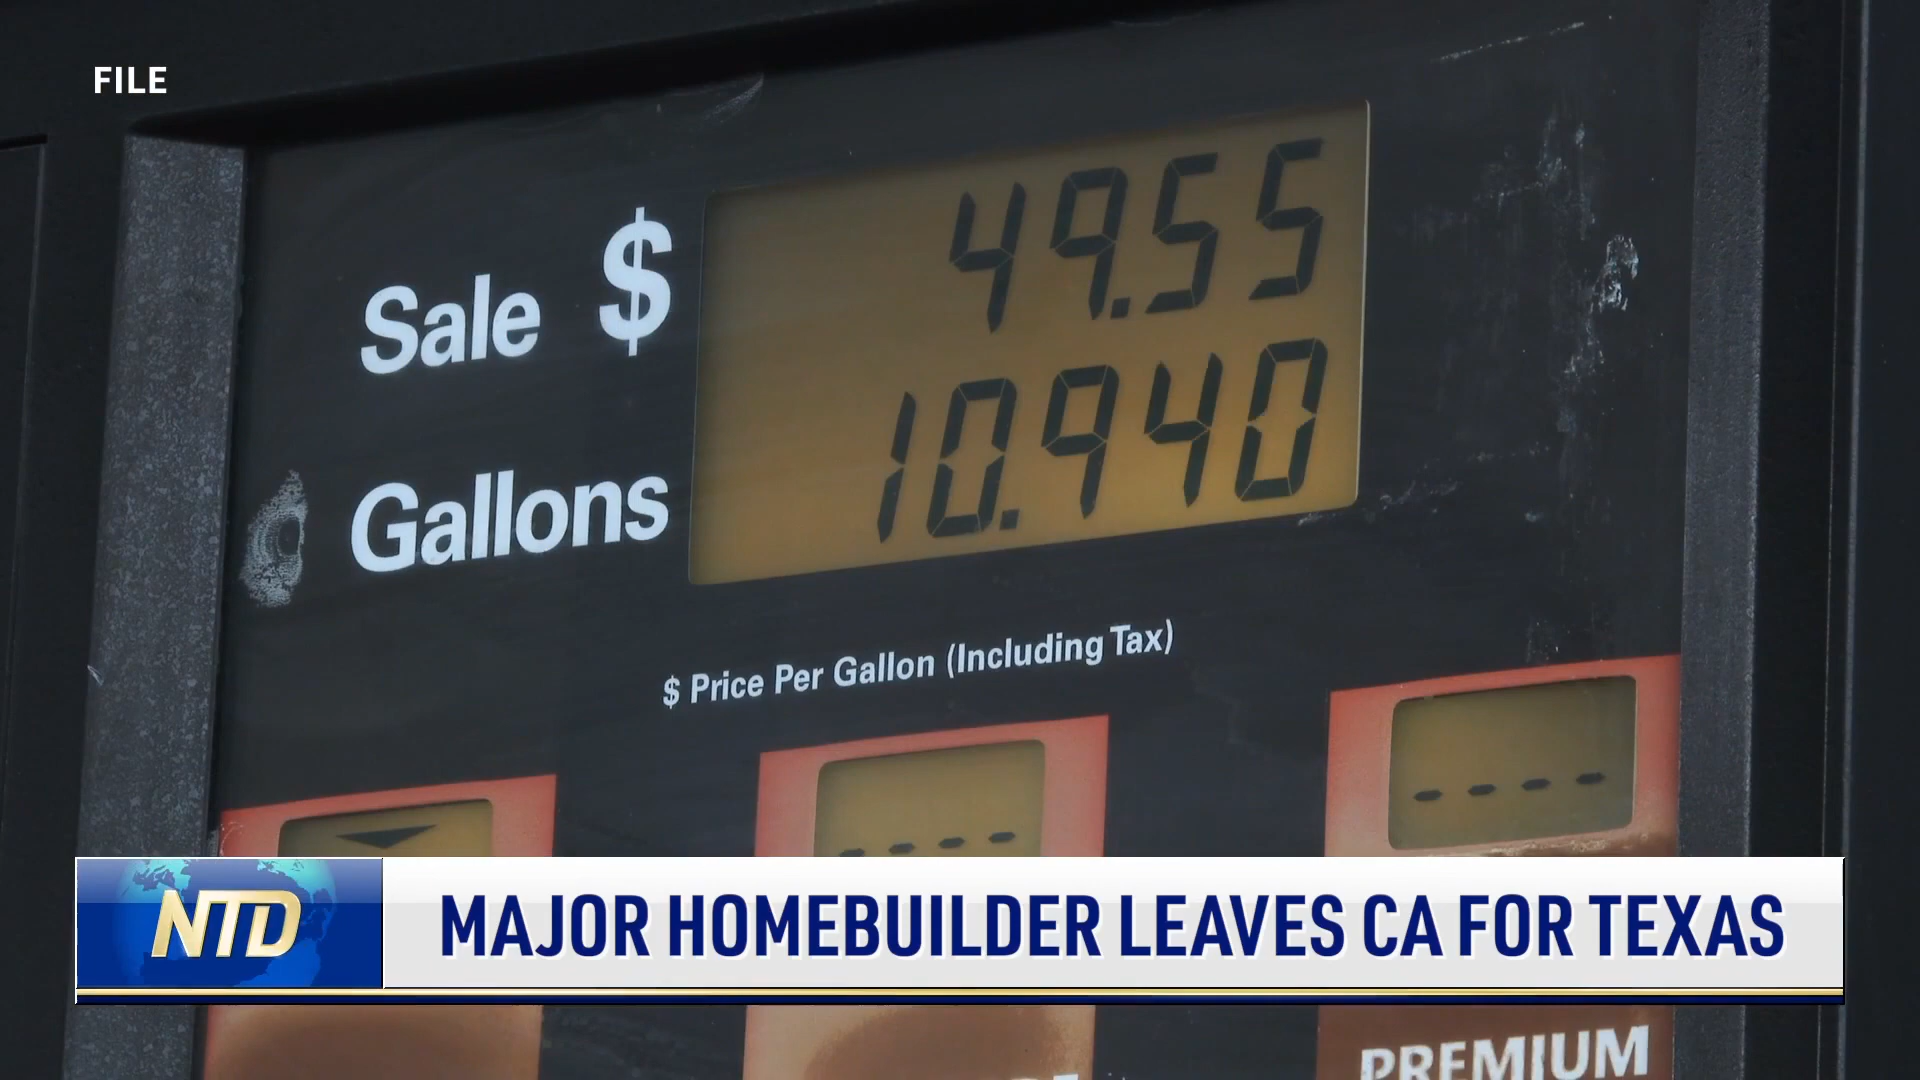 FILE
Sale $ 49.55
Gallons 10.940
$ Price Per Gallon (Including Tax)
----
----
NTD
MAJOR HOMEBUILDER LEAVES CA FOR TEXAS
PREMIUM